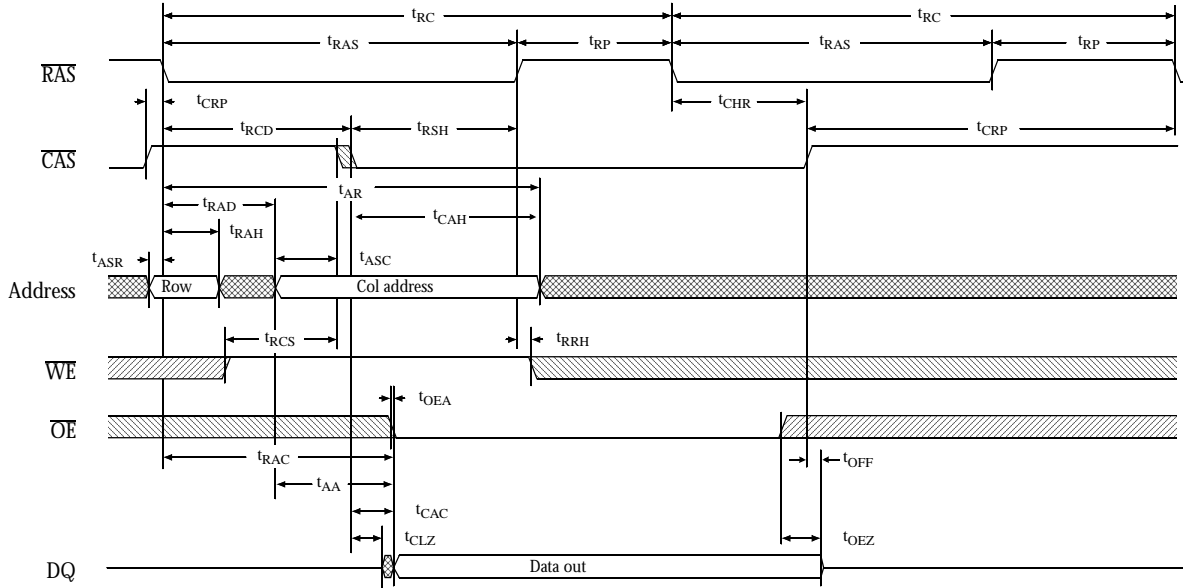 tRC tRC
tRAS tRP tRAS tRP
RAS
tCRP tCHR
tRCD tRSH tCRP
CAS
tAR
tRAD
tCAH
tRAH
tASR tASC
Address Row Col address
tRCS tRRH
WE
tOEA
OE
tRAC tOFF
tAA
tCAC
tCLZ tOEZ
DQ Data out